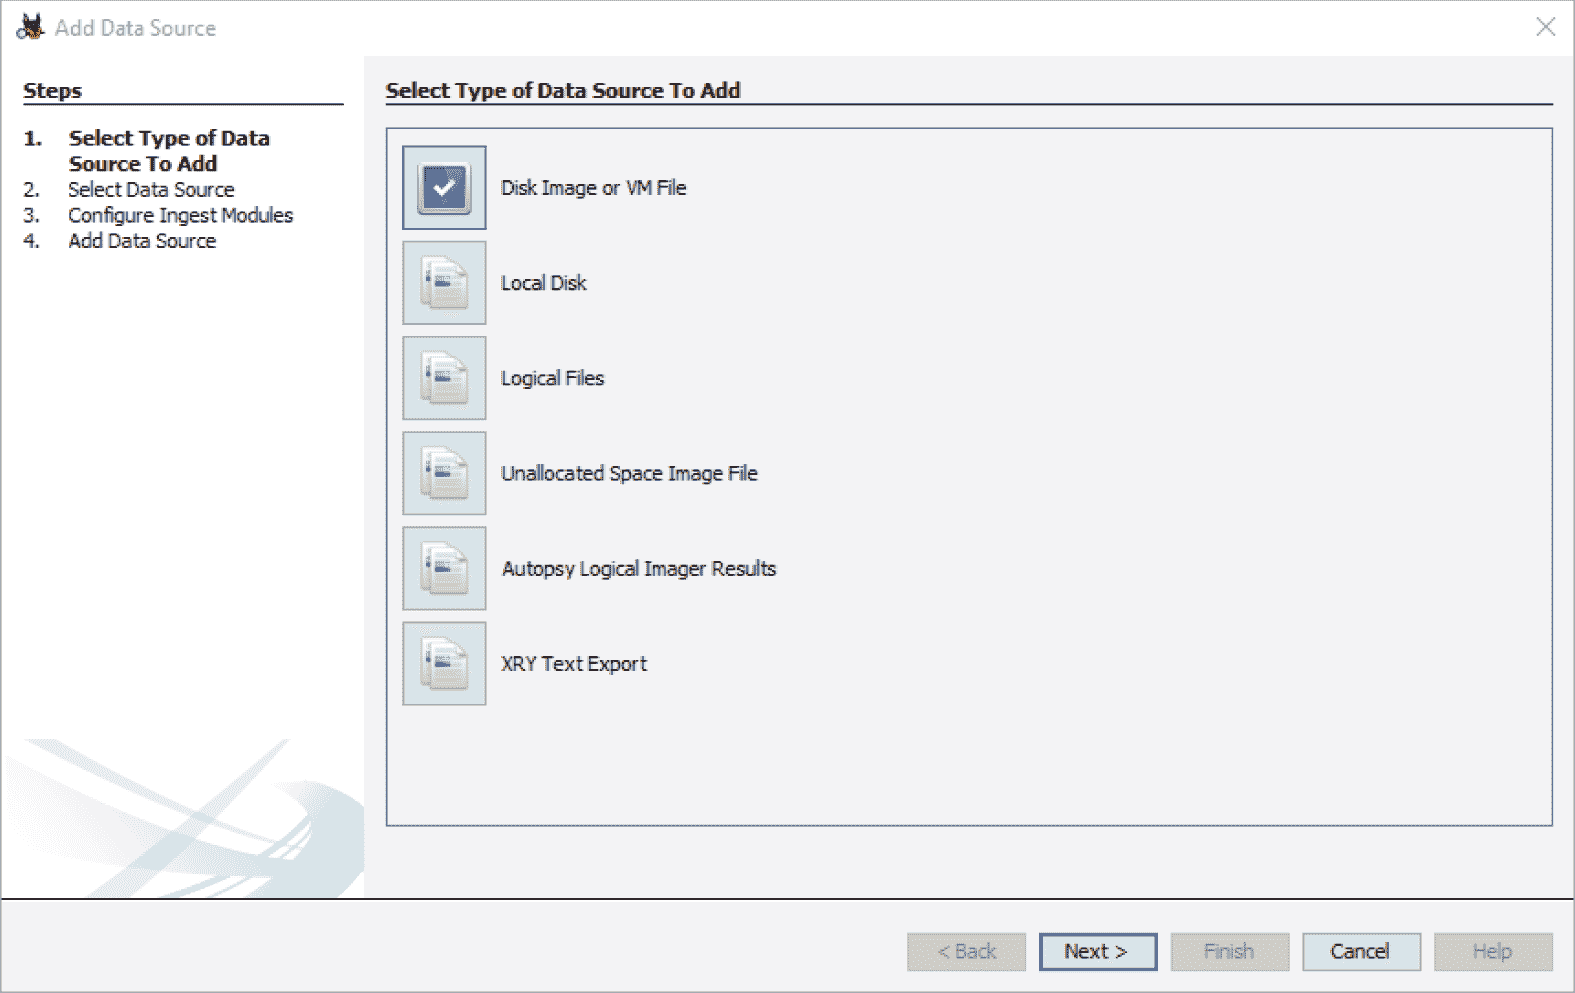 Add Data Source
Steps
1. Select Type of Data
Source To Add
2. Select Data Source
3. Configure Ingest Modules
4. Add Data Source
Select Type of Data Source To Add
Disk Image or VM File
Local Disk
Logical Files
Unallocated Space Image File
Autopsy Logical Imager Results
XRY Text Export
< Back
Next >
Finish
Cancel
Help